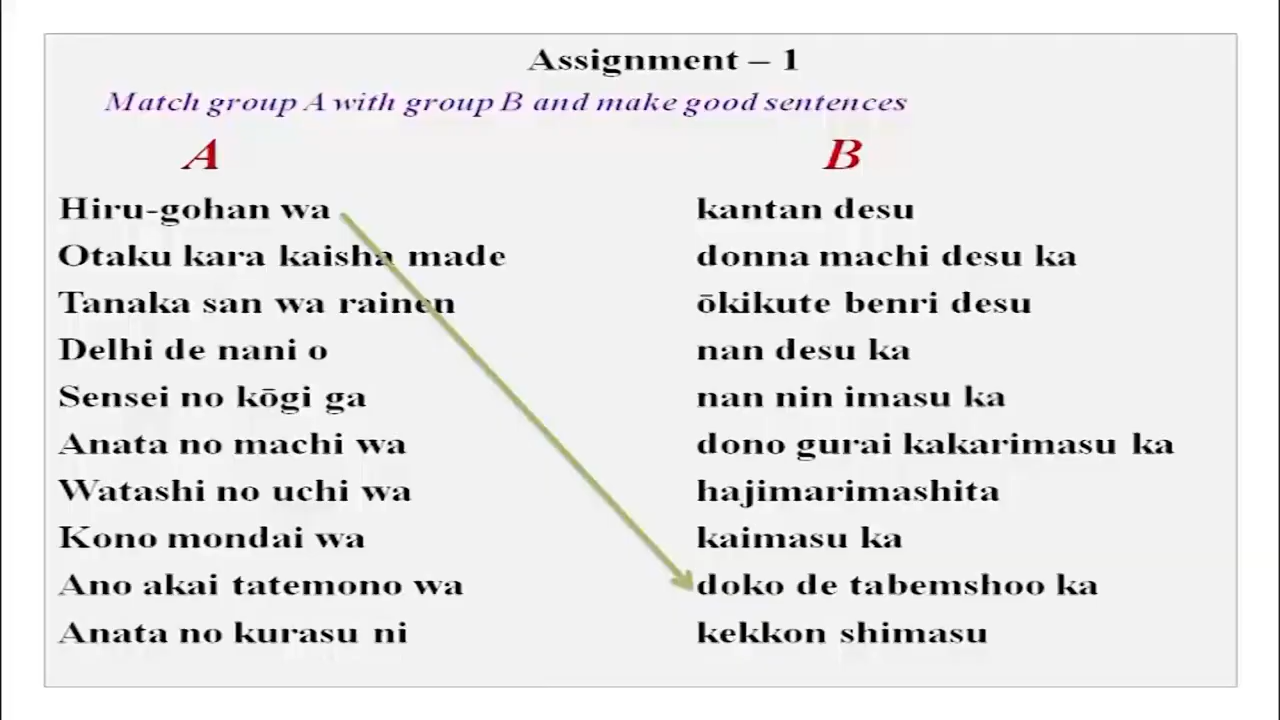 Assignment – 1
Match group A with group B and make good sentences
A B
Hiru-gohan wa kantan desu
Otaku kara kaisha made donna machi desu ka
Tanaka san wa rainen ōkikute benri desu
Delhi de nani o nan desu ka
Sensei no kōgi ga nan nin imasu ka
Anata no machi wa dono gurai kakarimasu ka
Watashi no uchi wa hajimarimashita
Kono mondai wa kaimasu ka
Ano akai tatemono wa doko de tabemshoo ka
Anata no kurasu ni kekkon shimasu